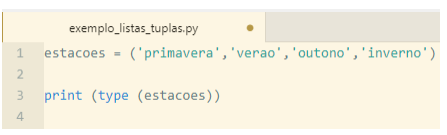 exemplo_listas_tuplas.py
1 estacoes = ('primavera','verao','outono','inverno')
2
3 print (type (estacoes))
4